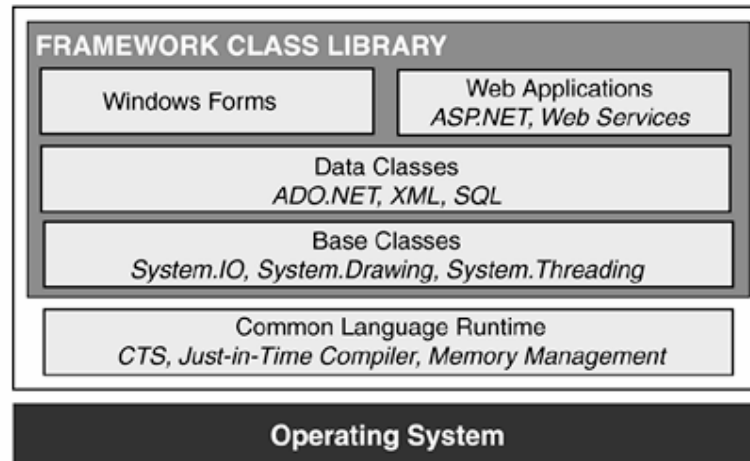 FRAMEWORK CLASS LIBRARY
Windows Forms
Web Applications
ASP.NET, Web Services
Data Classes
ADO.NET, XML, SQL
Base Classes
System.IO, System.Drawing, System.Threading
Common Language Runtime
CTS, Just-in-Time Compiler, Memory Management
Operating System